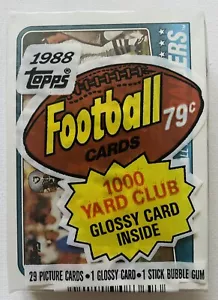 1988
Topps
Football
CARDS
79¢
1000
YARD CLUB
GLOSSY CARD
INSIDE
29 PICTURE CARDS • 1 GLOSSY CARD • 1 STICK BUBBLE GUM